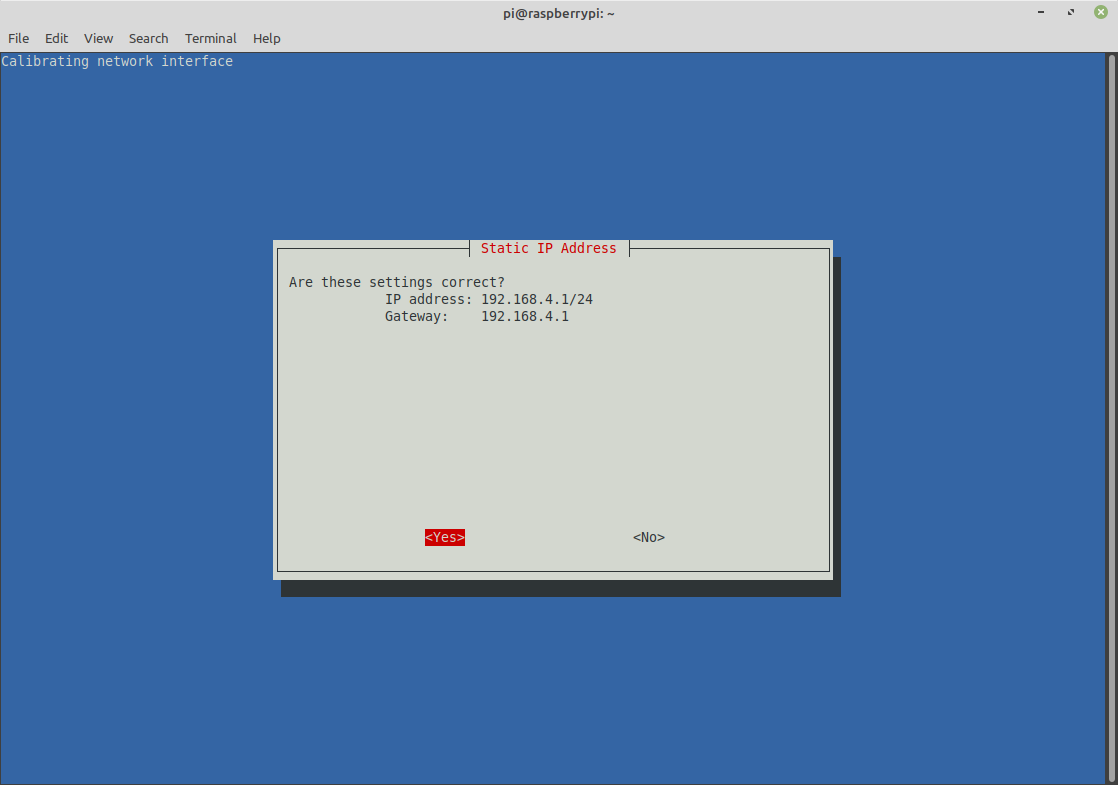 pi@raspberrypi: ~
File Edit View Search Terminal Help
Calibrating network interface
Static IP Address
Are these settings correct?
IP address: 192.168.4.1/24
Gateway: 192.168.4.1
<Yes> <No>